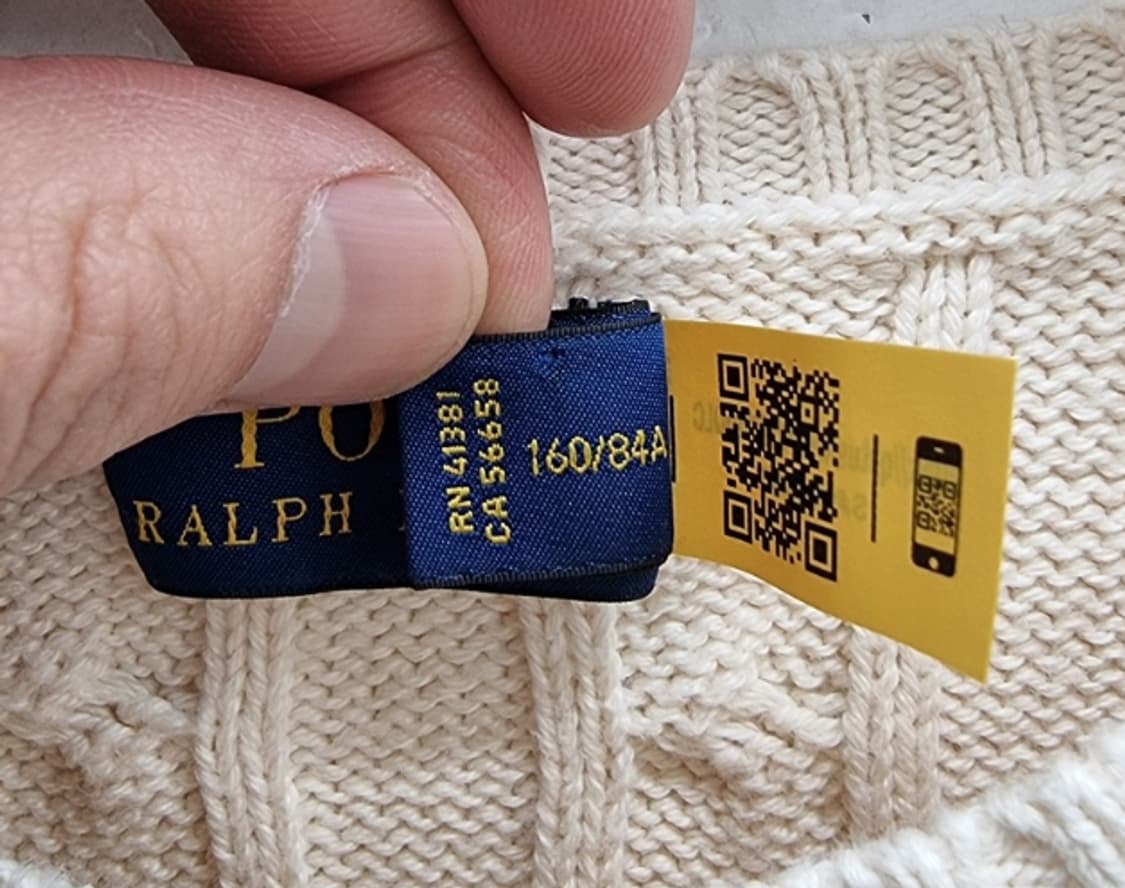 PO
RALPH
RN 41381
CA 56658
160/84A